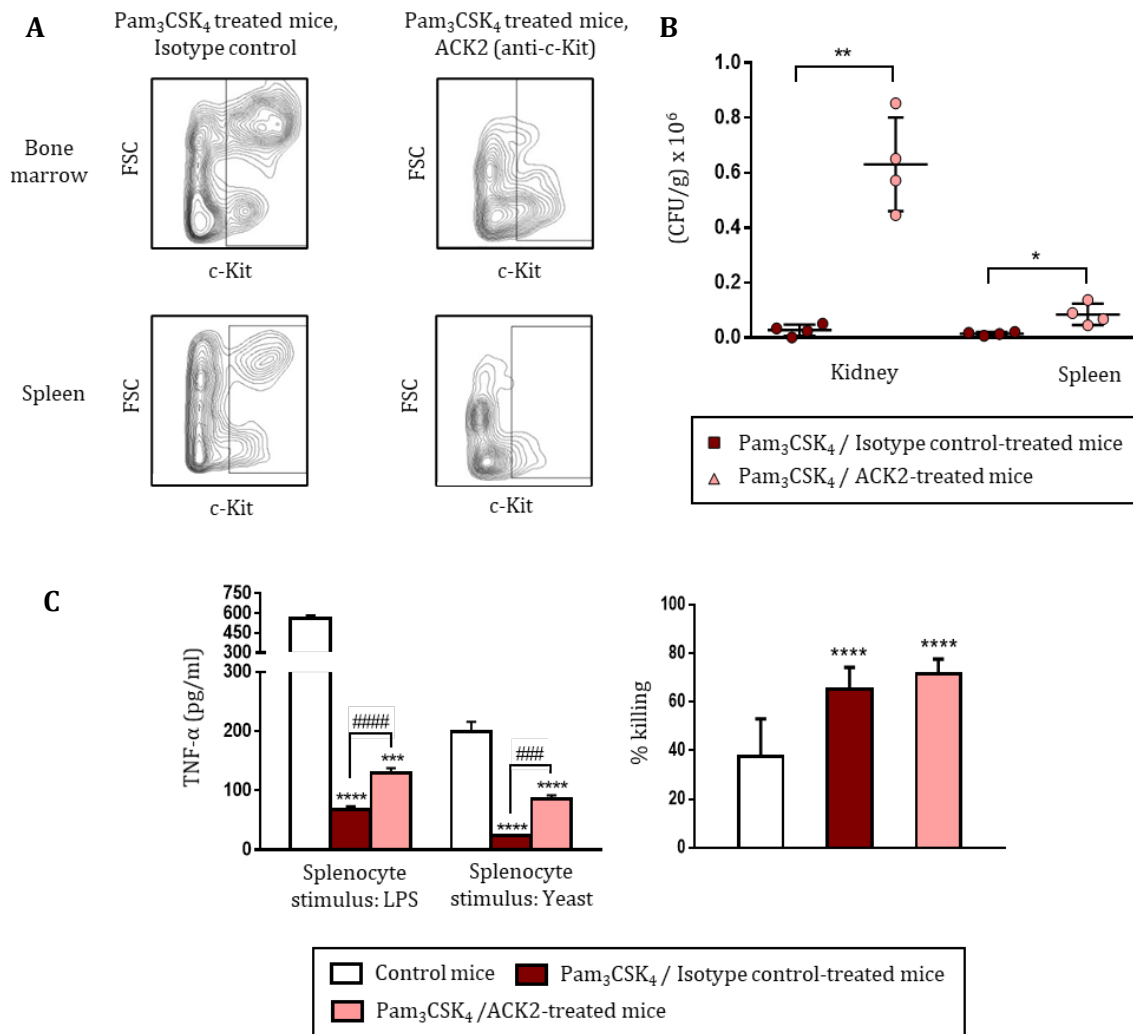 A
Pam₃CSK₄ treated mice,
Isotype control
Pam₃CSK₄ treated mice,
ACK2 (anti-c-Kit)
Bone
marrow
FSC
c-Kit
FSC
c-Kit
Spleen
FSC
c-Kit
FSC
c-Kit
B
(CFU/g) x 10⁶
1.0
0.8
0.6
0.4
0.2
0.0
**
*
Kidney
Spleen
Pam₃CSK₄ / Isotype control-treated mice
Pam₃CSK₄ / ACK2-treated mice
C
TNF-α (pg/ml)
750
600
450
300
300
200
100
0
####
***
****
###
****
****
Splenocyte
stimulus: LPS
Splenocyte
stimulus: Yeast
% killing
100
80
60
40
20
0
****
****
Control mice
Pam₃CSK₄ / Isotype control-treated mice
Pam₃CSK₄ /ACK2-treated mice